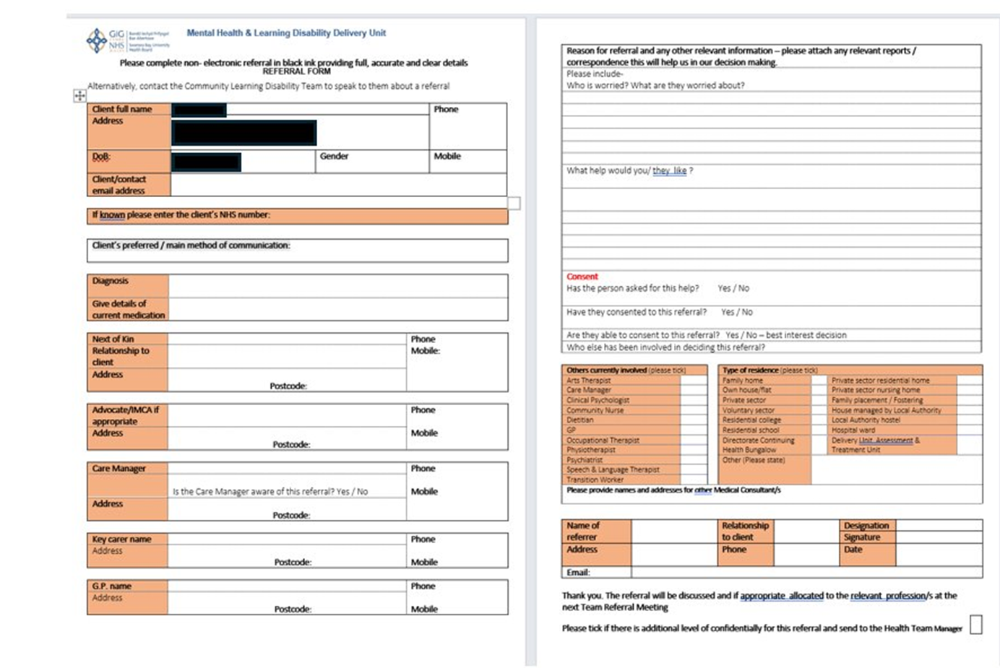 GIG
NHS
Bwrdd Iechyd Prifysgol
Bae Abertawe
Swansea Bay University
Health Board
Mental Health & Learning Disability Delivery Unit
Please complete non- electronic referral in black ink providing full, accurate and clear details
REFERRAL FORM
Alternatively, contact the Community Learning Disability Team to speak to them about a referral
Client full name
Phone
Address
DoB:
Gender
Mobile
Client/contact
email address
If known please enter the client's NHS number:
Client's preferred / main method of communication:
Diagnosis
Give details of
current medication
Next of Kin
Phone
Relationship to
client
Mobile:
Address
Postcode:
Advocate/IMCA if
appropriate
Phone
Address
Mobile
Postcode:
Care Manager
Phone
Is the Care Manager aware of this referral? Yes / No
Mobile
Address
Postcode:
Key carer name
Phone
Address
Postcode:
Mobile
G.P. name
Phone
Address
Postcode:
Mobile
Reason for referral and any other relevant information – please attach any relevant reports /
correspondence this will help us in our decision making.
Please include-
Who is worried? What are they worried about?
What help would you/ they like ?
Consent
Has the person asked for this help? Yes / No
Have they consented to this referral? Yes / No
Are they able to consent to this referral? Yes / No – best interest decision
Who else has been involved in deciding this referral?
Others currently involved (please tick)
Arts Therapist
Care Manager
Clinical Psychologist
Community Nurse
Dietitian
GP
Occupational Therapist
Physiotherapist
Psychiatrist
Speech & Language Therapist
Transition Worker
Type of residence (please tick)
Family home
Own house/flat
Private sector
Voluntary sector
Residential college
Residential school
Directorate Continuing
Health Bungalow
Other (Please state)
Private sector residential home
Private sector nursing home
Family placement / Fostering
House managed by Local Authority
Local Authority hostel
Hospital ward
Delivery Unit Assessment &
Treatment Unit
Please provide names and addresses for other Medical Consultant/s
Name of
referrer
Relationship
to client
Designation
Signature
Address
Phone
Date
Email:
Thank you. The referral will be discussed and if appropriate allocated to the relevant profession/s at the
next Team Referral Meeting
Please tick if there is additional level of confidentially for this referral and send to the Health Team Manager